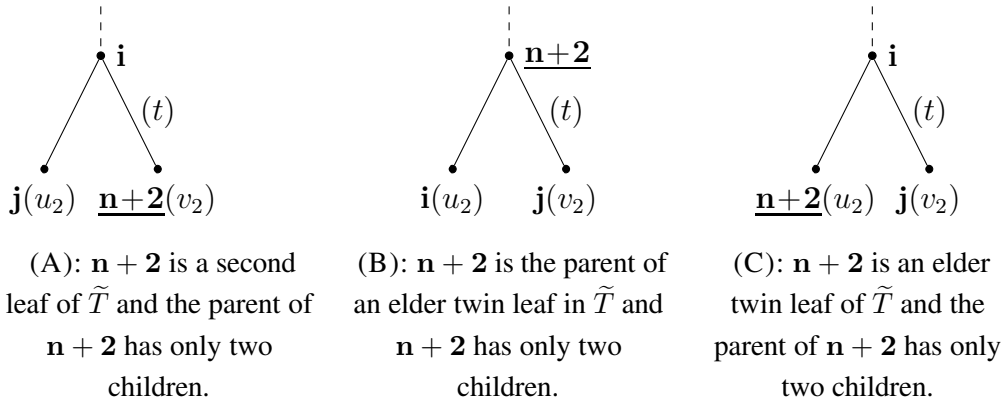 i
(t)
j(u₂) n+2(v₂)
(A): n + 2 is a second
leaf of T̃ and the parent of
n + 2 has only two
children.
n+2
(t)
i(u₂) j(v₂)
(B): n + 2 is the parent of
an elder twin leaf in T̃ and
n + 2 has only two
children.
i
(t)
n+2(u₂) j(v₂)
(C): n + 2 is an elder
twin leaf of T̃ and the
parent of n + 2 has only
two children.